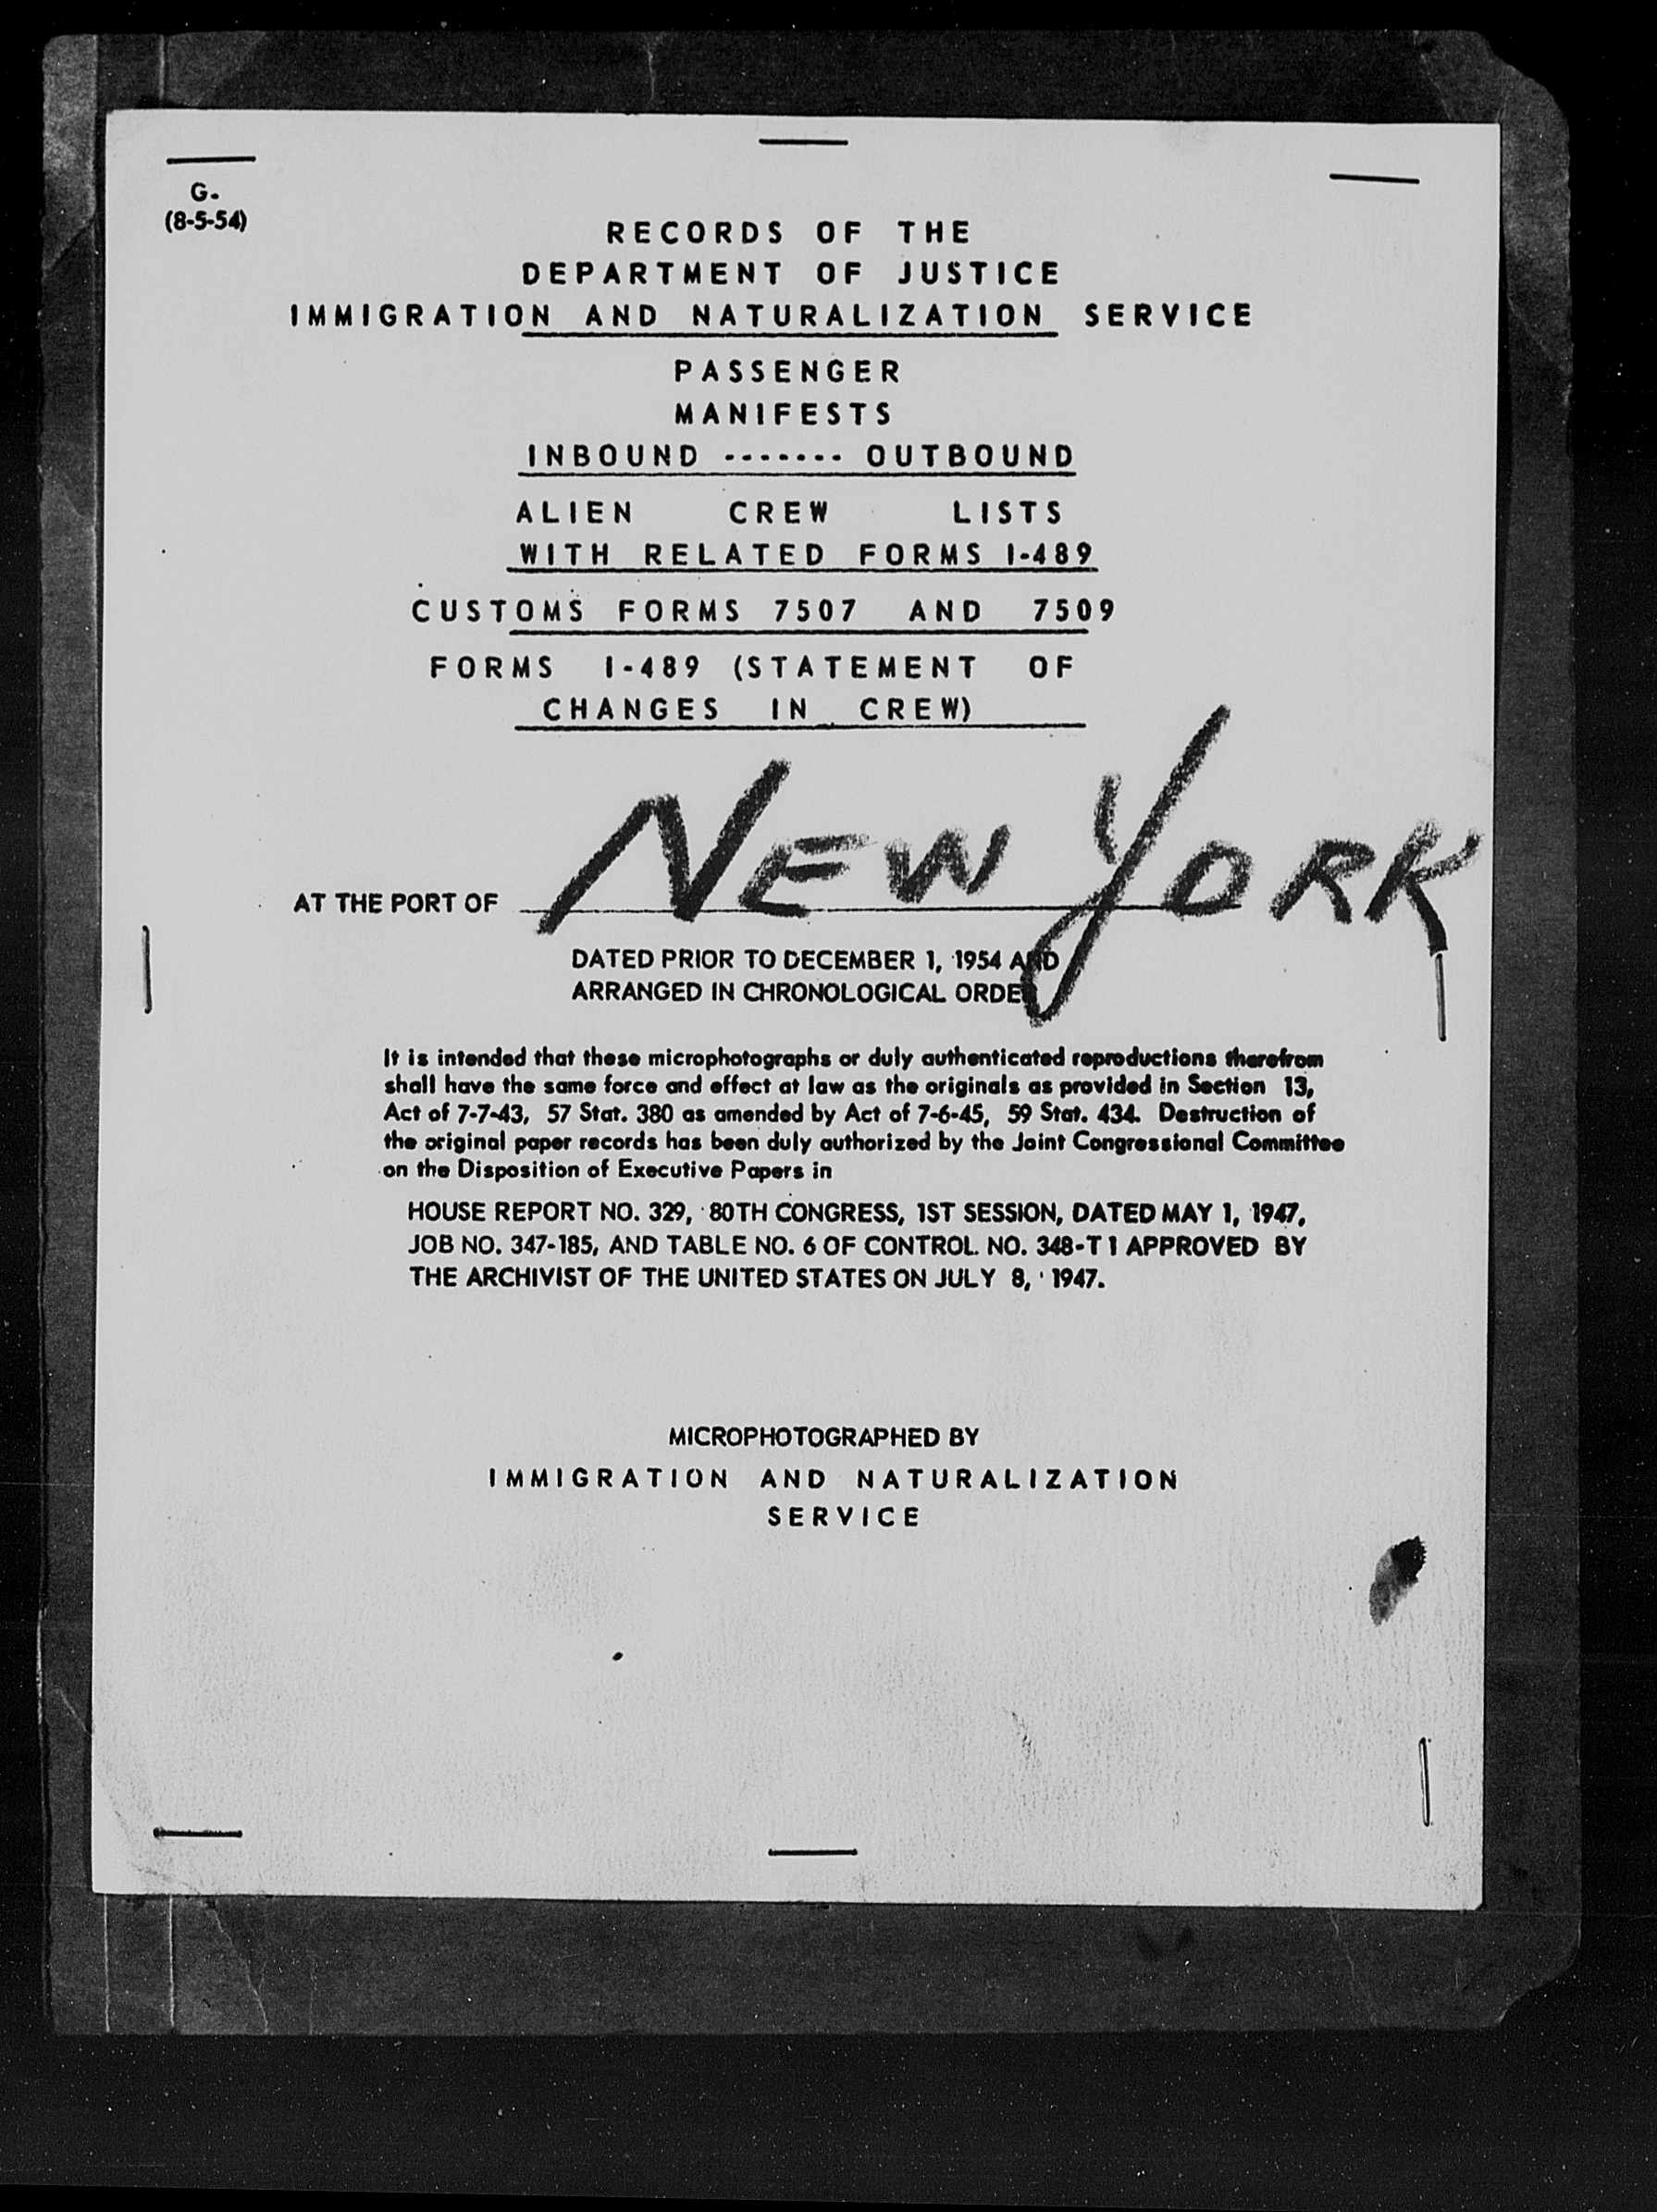 G-
(8-5-54)
RECORDS OF THE
DEPARTMENT OF JUSTICE
IMMIGRATION AND NATURALIZATION SERVICE
PASSENGER
MANIFESTS
INBOUND ------- OUTBOUND
ALIEN CREW LISTS
WITH RELATED FORMS I-489
CUSTOMS FORMS 7507 AND 7509
FORMS I-489 (STATEMENT OF
CHANGES IN CREW)
AT THE PORT OF NEW YORK
DATED PRIOR TO DECEMBER 1, 1954 AND
ARRANGED IN CHRONOLOGICAL ORDER
It is intended that these microphotographs or duly authenticated reproductions therefrom
shall have the same force and effect at law as the originals as provided in Section 13,
Act of 7-7-43, 57 Stat. 380 as amended by Act of 7-6-45, 59 Stat. 434. Destruction of
the original paper records has been duly authorized by the Joint Congressional Committee
on the Disposition of Executive Papers in
HOUSE REPORT NO. 329, 80TH CONGRESS, 1ST SESSION, DATED MAY 1, 1947,
JOB NO. 347-185, AND TABLE NO. 6 OF CONTROL NO. 348-T1 APPROVED BY
THE ARCHIVIST OF THE UNITED STATES ON JULY 8, 1947.
MICROPHOTOGRAPHED BY
IMMIGRATION AND NATURALIZATION
SERVICE